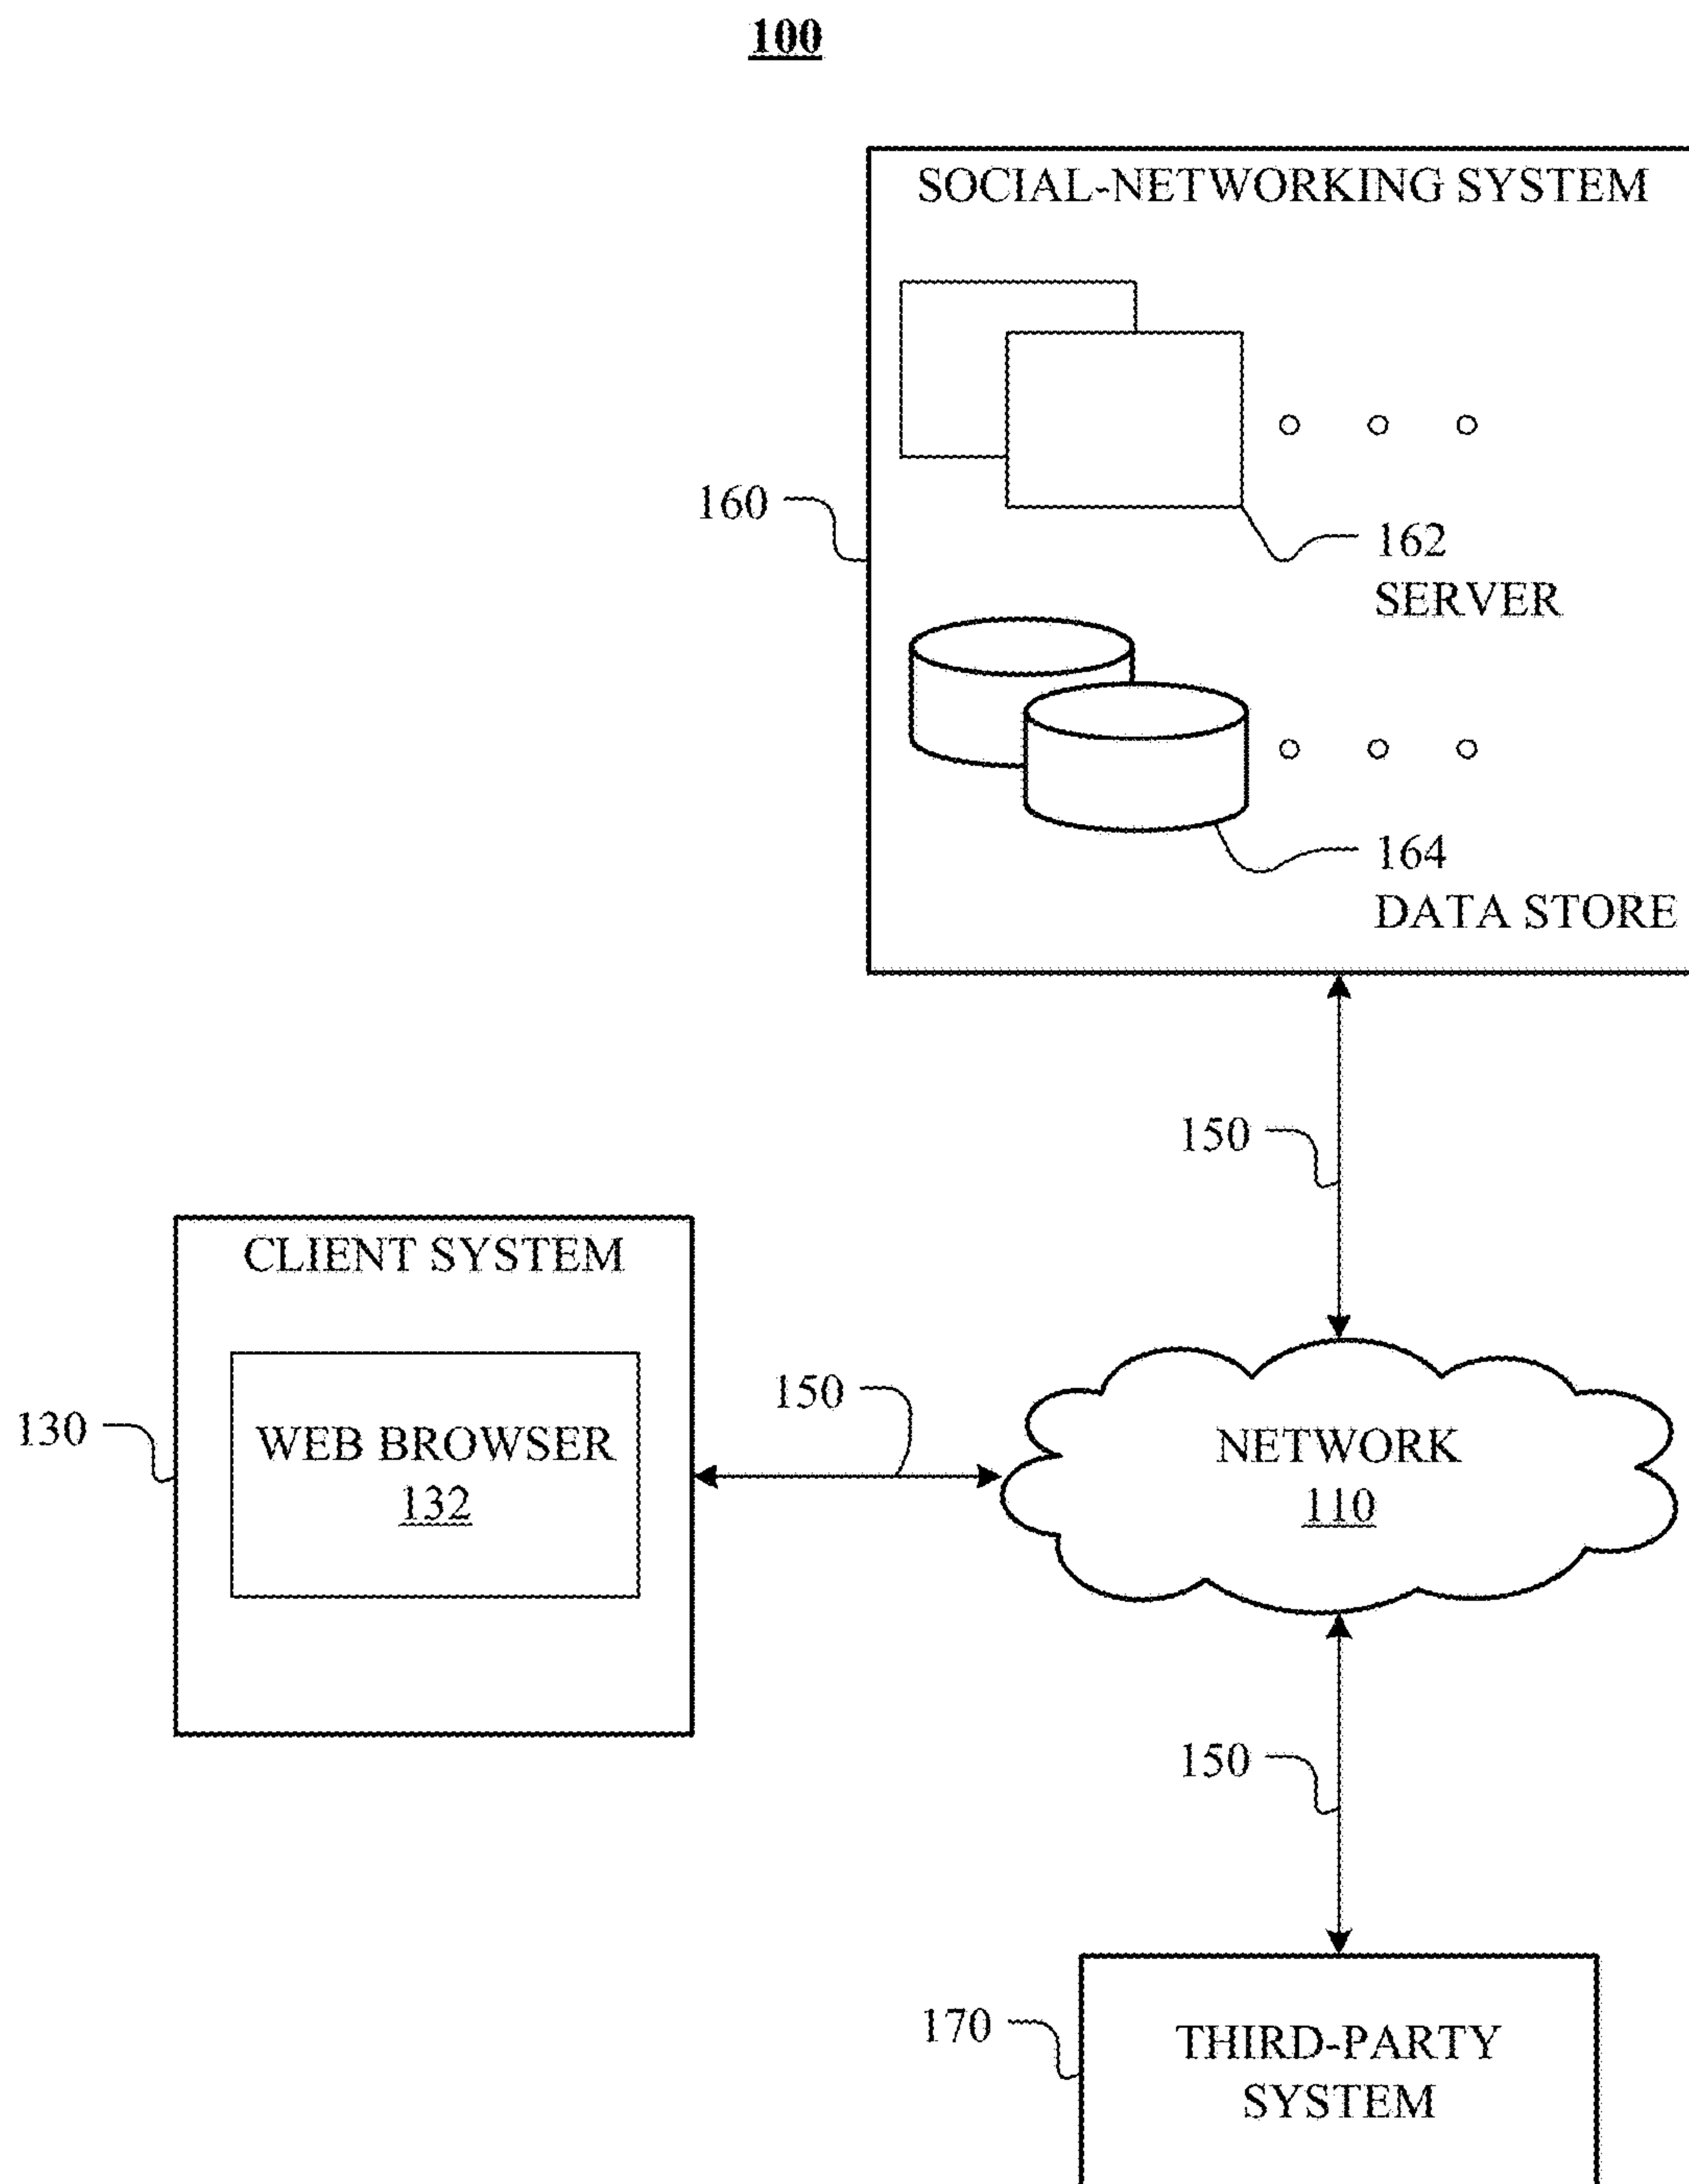 100
SOCIAL-NETWORKING SYSTEM
160
162
SERVER
164
DATA STORE
150
CLIENT SYSTEM
130
WEB BROWSER
132
150
NETWORK
110
150
170
THIRD-PARTY
SYSTEM